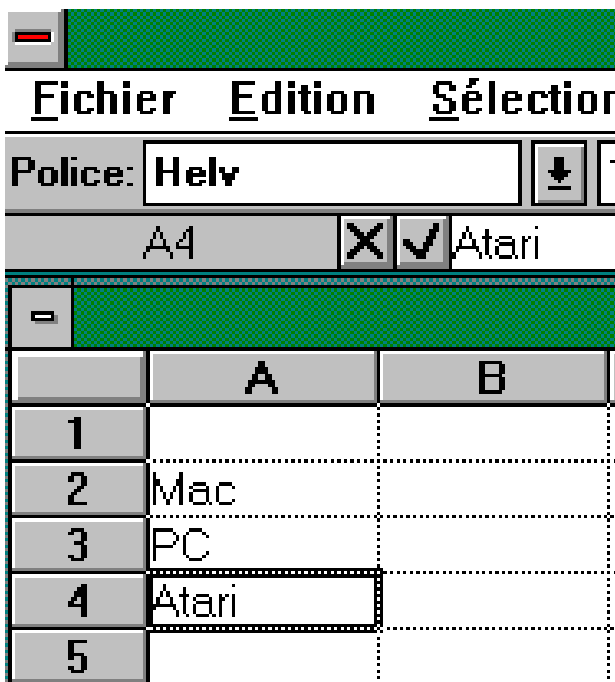 Fichier Edition Sélection
Police: Helv
A4 Atari
A B
1
2 Mac
3 PC
4 Atari
5